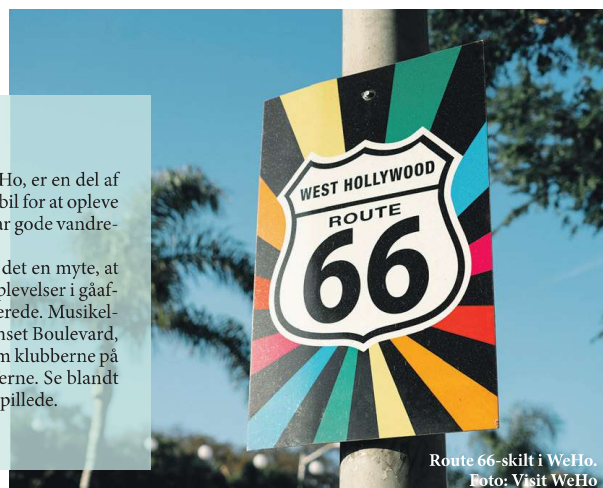 Ho, er en del af
bil for at opleve
ar gode vandre-
det en myte, at
plevelser i gåaf-
erede. Musikel-
nset Boulevard,
m klubberne på
erne. Se blandt
pillede.
WEST HOLLYWOOD
ROUTE
66
Route 66-skilt i WeHo.
Foto: Visit WeHo